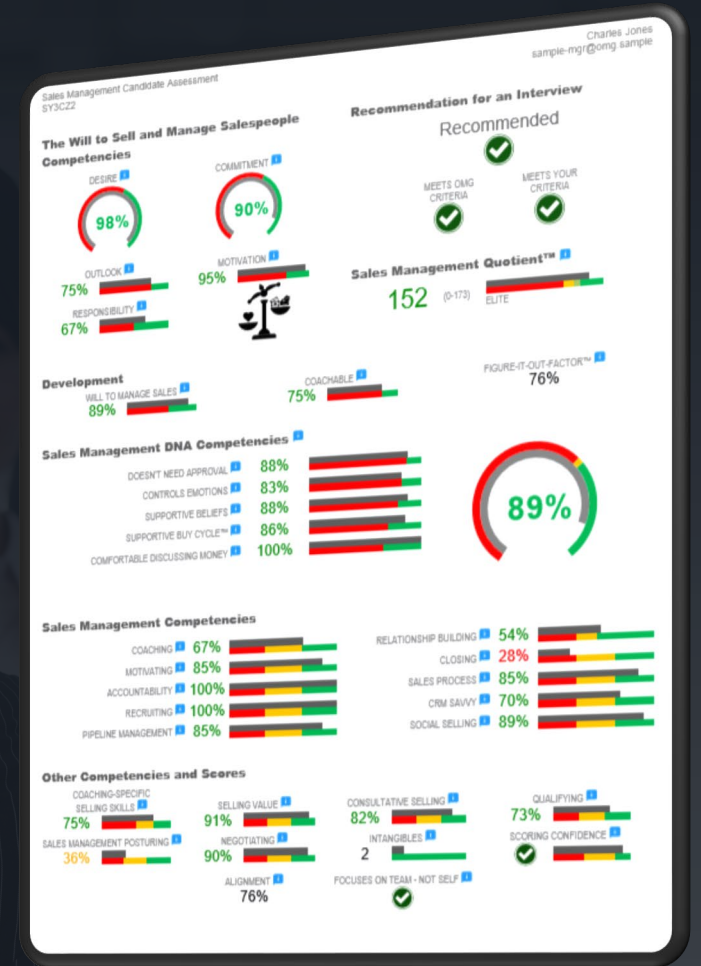 Charles Jones
sample-mgr@omg.sample
Sales Management Candidate Assessment
SY3CZ2
The Will to Sell and Manage Salespeople
Competencies
DESIRE
98%
COMMITMENT
90%
OUTLOOK
75%
MOTIVATION
95%
RESPONSIBILITY
67%
Recommendation for an Interview
Recommended
MEETS OMG
CRITERIA
MEETS YOUR
CRITERIA
Sales Management Quotient™
152 (0-173)
ELITE
Development
WILL TO MANAGE SALES
89%
COACHABLE
75%
FIGURE-IT-OUT-FACTOR™
76%
Sales Management DNA Competencies
DOESN'T NEED APPROVAL 88%
CONTROLS EMOTIONS 83%
SUPPORTIVE BELIEFS 88%
SUPPORTIVE BUY CYCLE™ 86%
COMFORTABLE DISCUSSING MONEY 100%
89%
Sales Management Competencies
COACHING 67%
MOTIVATING 85%
ACCOUNTABILITY 100%
RECRUITING 100%
PIPELINE MANAGEMENT 85%
RELATIONSHIP BUILDING 54%
CLOSING 28%
SALES PROCESS 85%
CRM SAVVY 70%
SOCIAL SELLING 89%
Other Competencies and Scores
COACHING-SPECIFIC
SELLING SKILLS
75%
SELLING VALUE
91%
CONSULTATIVE SELLING
82%
QUALIFYING
73%
SALES MANAGEMENT POSTURING
36%
NEGOTIATING
90%
INTANGIBLES
2
SCORING CONFIDENCE
ALIGNMENT
76%
FOCUSES ON TEAM - NOT SELF